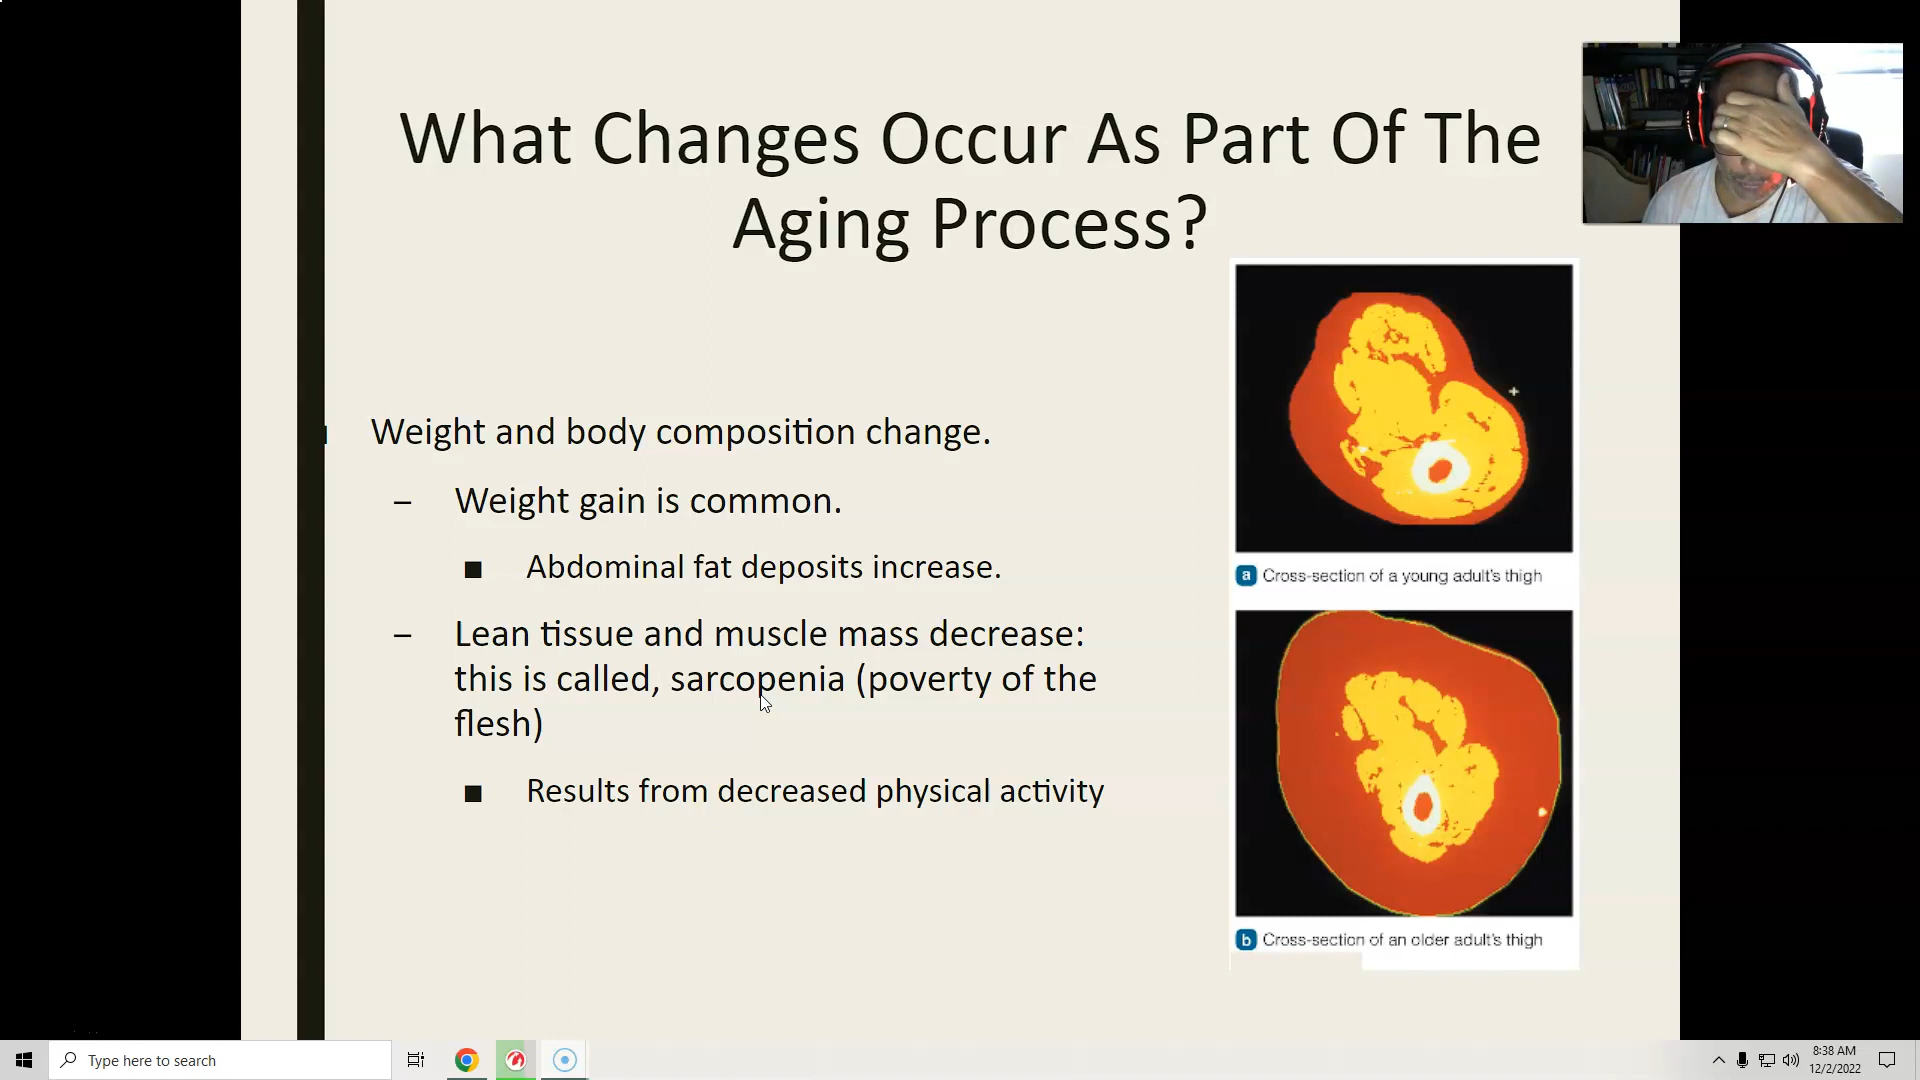 What Changes Occur As Part Of The
Aging Process?
Weight and body composition change.
– Weight gain is common.
■ Abdominal fat deposits increase.
– Lean tissue and muscle mass decrease:
this is called, sarcopenia (poverty of the
flesh)
■ Results from decreased physical activity
a Cross-section of a young adult's thigh
b Cross-section of an older adult's thigh
Type here to search
8:38 AM
12/2/2022